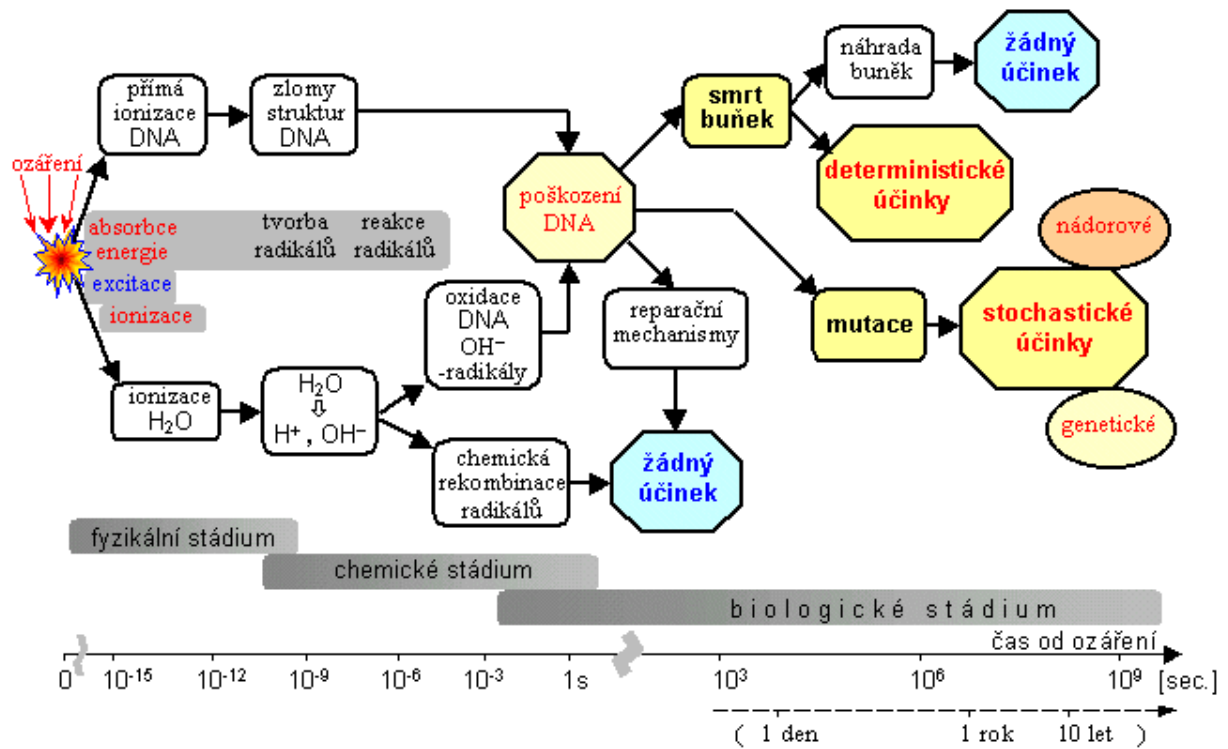 přímá
ionizace
DNA
zlomy
struktur
DNA
smrt
buňek
náhrada
buněk
žádný
účinek
ozáření
deterministické
účinky
poškození
DNA
absorbce
energie
tvorba
radikálů
reakce
radikálů
excitace
ionizace
nádorové
oxidace
DNA
OH⁻
-radikály
reparační
mechanismy
mutace
stochastické
účinky
ionizace
H₂O
H₂O
⇩
H⁺ , OH⁻
genetické
chemická
rekombinace
radikálů
žádný
účinek
fyzikální stádium
chemické stádium
biologické stádium
čas od ozáření
0 10⁻¹⁵ 10⁻¹² 10⁻⁹ 10⁻⁶ 10⁻³ 1s 10³ 10⁶ 10⁹ [sec.]
( 1 den 1 rok 10 let )